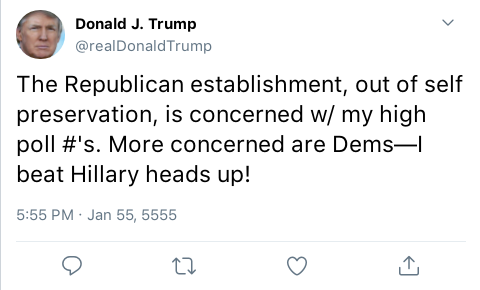 Donald J. Trump
@realDonaldTrump
The Republican establishment, out of self
preservation, is concerned w/ my high
poll #'s. More concerned are Dems—I
beat Hillary heads up!
5:55 PM · Jan 55, 5555